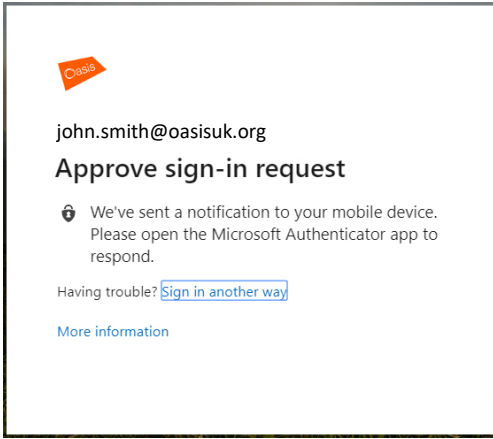 Oasis
john.smith@oasisuk.org
Approve sign-in request
We've sent a notification to your mobile device.
Please open the Microsoft Authenticator app to
respond.
Having trouble? Sign in another way
More information